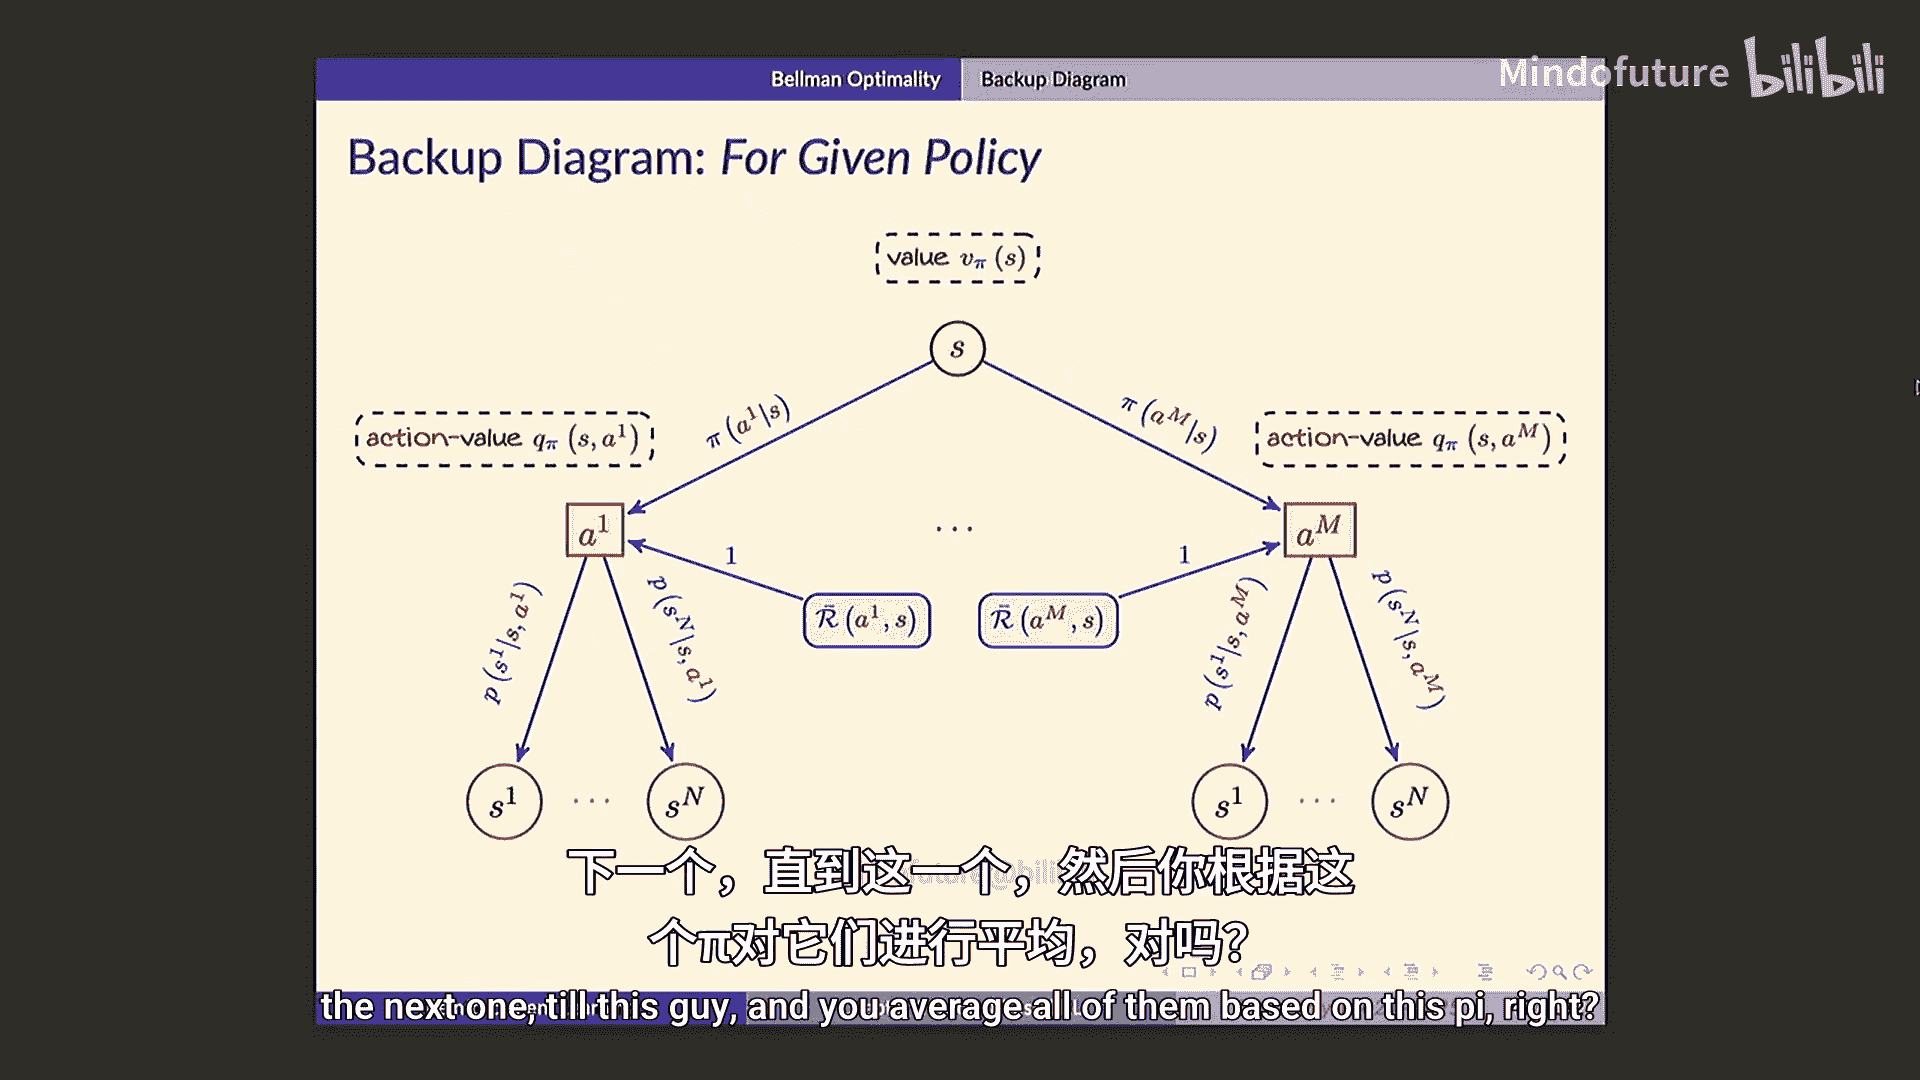 Mindofuture bilibili
Bellman Optimality Backup Diagram
Backup Diagram: For Given Policy
value vπ (s)
s
π (a¹|s) π (aᴹ|s)
action-value qπ (s, a¹) action-value qπ (s, aᴹ)
a¹ ... aᴹ
1 1
R̄ (a¹, s) R̄ (aᴹ, s)
p (s¹|s, a¹) p (sᴺ|s, a¹) p (s¹|s, aᴹ) p (sᴺ|s, aᴹ)
s¹ ... sᴺ s¹ ... sᴺ
下一个，直到这一个，然后你根据这
个π对它们进行平均，对吗？
the next one, till this guy, and you average all of them based on this pi, right?